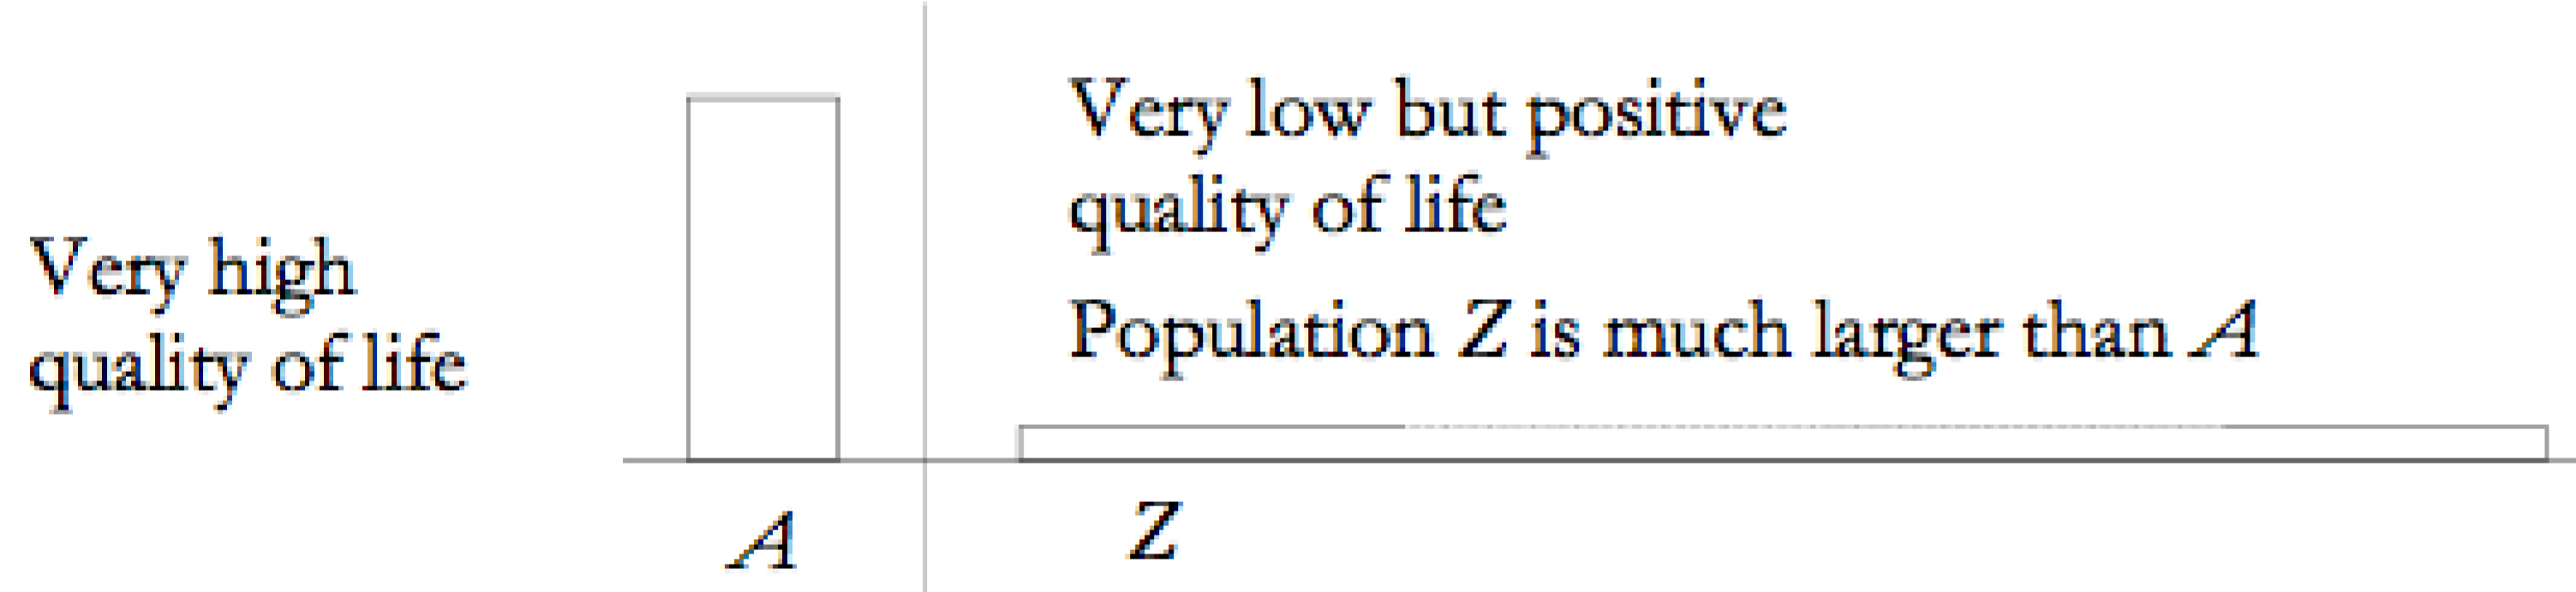 Very high
quality of life
Very low but positive
quality of life
Population Z is much larger than A
A
Z